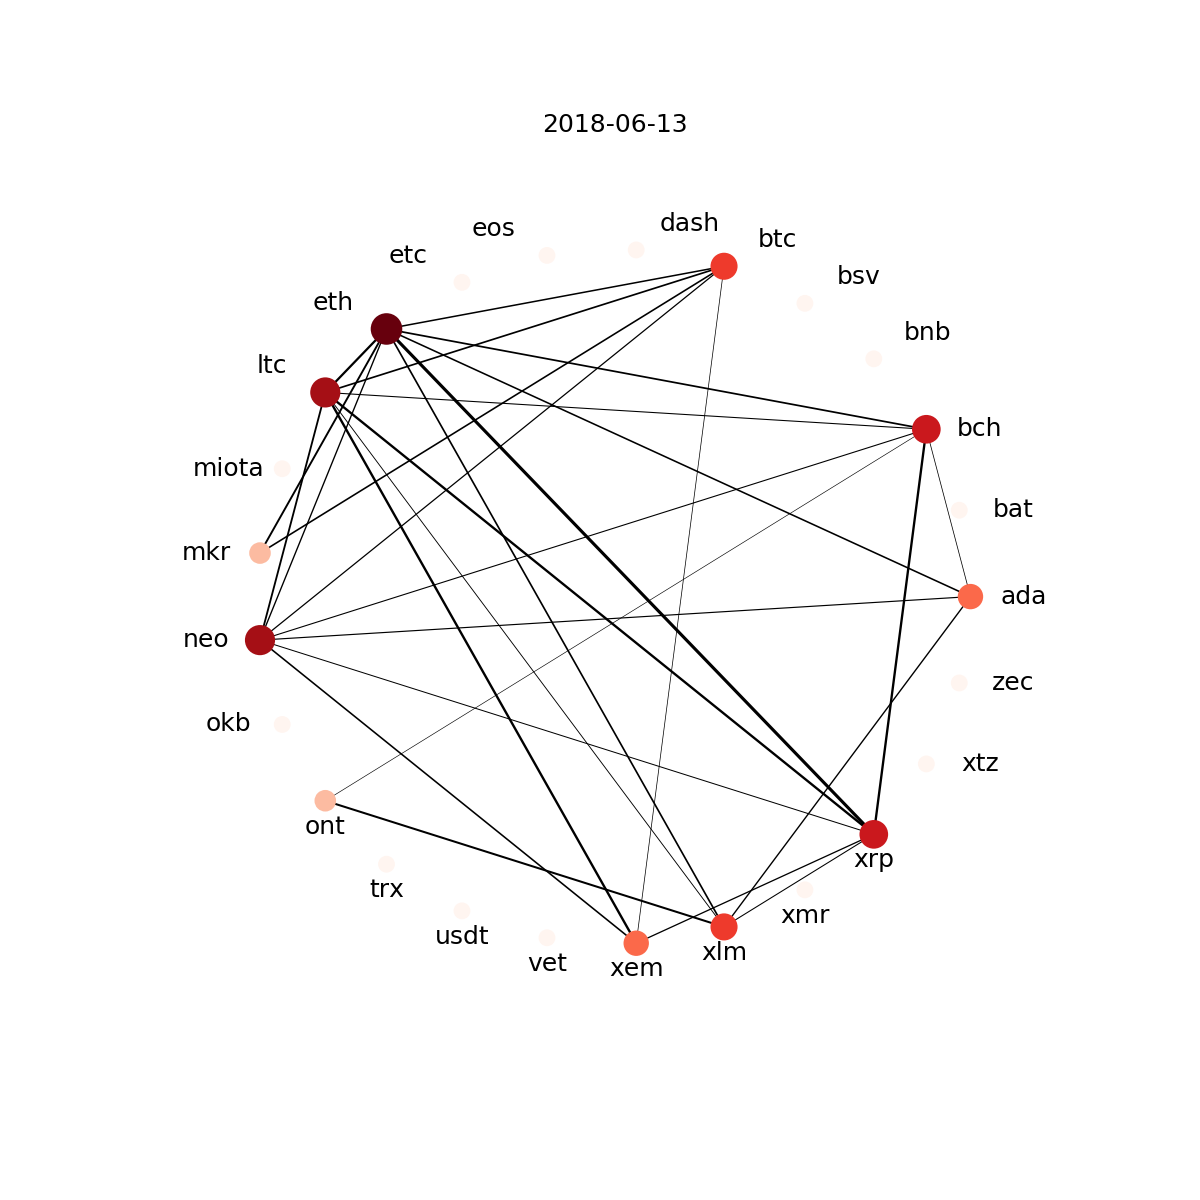 2018-06-13
dash
eos
btc
etc
bsv
eth
bnb
ltc
bch
miota
bat
mkr
ada
neo
zec
okb
xtz
ont
xrp
trx
xmr
usdt
xlm
vet
xem